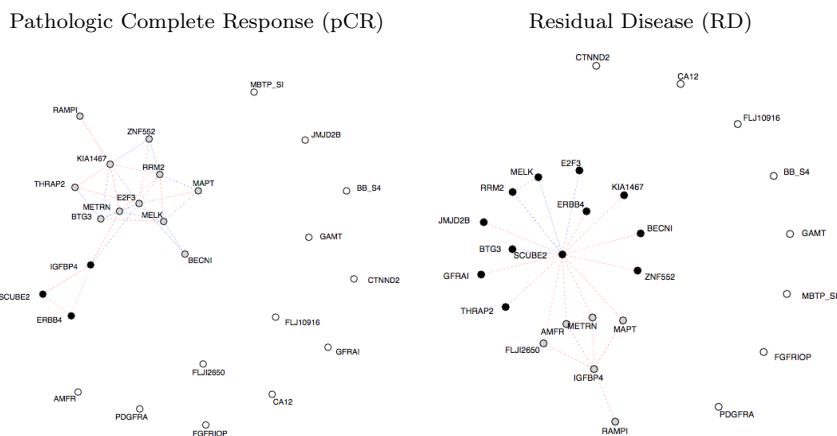 Pathologic Complete Response (pCR)
Residual Disease (RD)
MBTP_SI
RAMPI
ZNF552
JMJD2B
KIA1467
RRM2
THRAP2
MAPT
BB_S4
E2F3
METRN
BTG3
MELK
GAMT
BECNI
IGFBP4
CTNND2
SCUBE2
ERBB4
FLJ10916
GFRAI
FLJI2650
AMFR
CA12
PDGFRA
FGFRIOP
CTNND2
CA12
FLJ10916
E2F3
MELK
BB_S4
RRM2
KIA1467
ERBB4
JMJD2B
BECNI
GAMT
BTG3
SCUBE2
GFRAI
ZNF552
MBTP_SI
THRAP2
AMFR
METRN
MAPT
FLJI2650
FGFRIOP
IGFBP4
PDGFRA
RAMPI